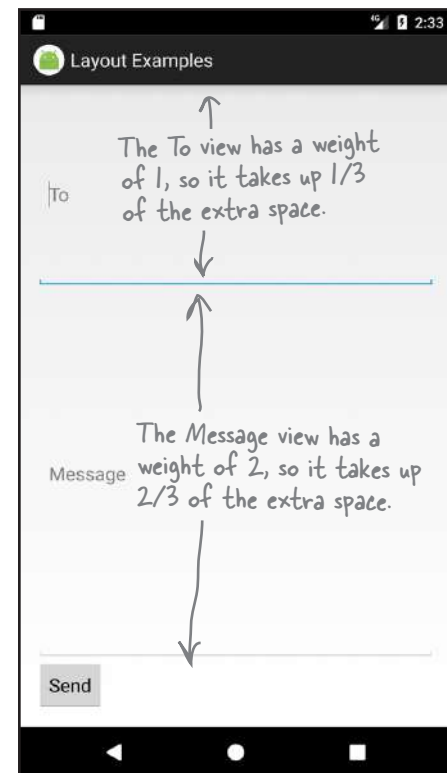 4G 2:33
Layout Examples
To
The To view has a weight
of 1, so it takes up 1/3
of the extra space.
Message
The Message view has a
weight of 2, so it takes up
2/3 of the extra space.
Send